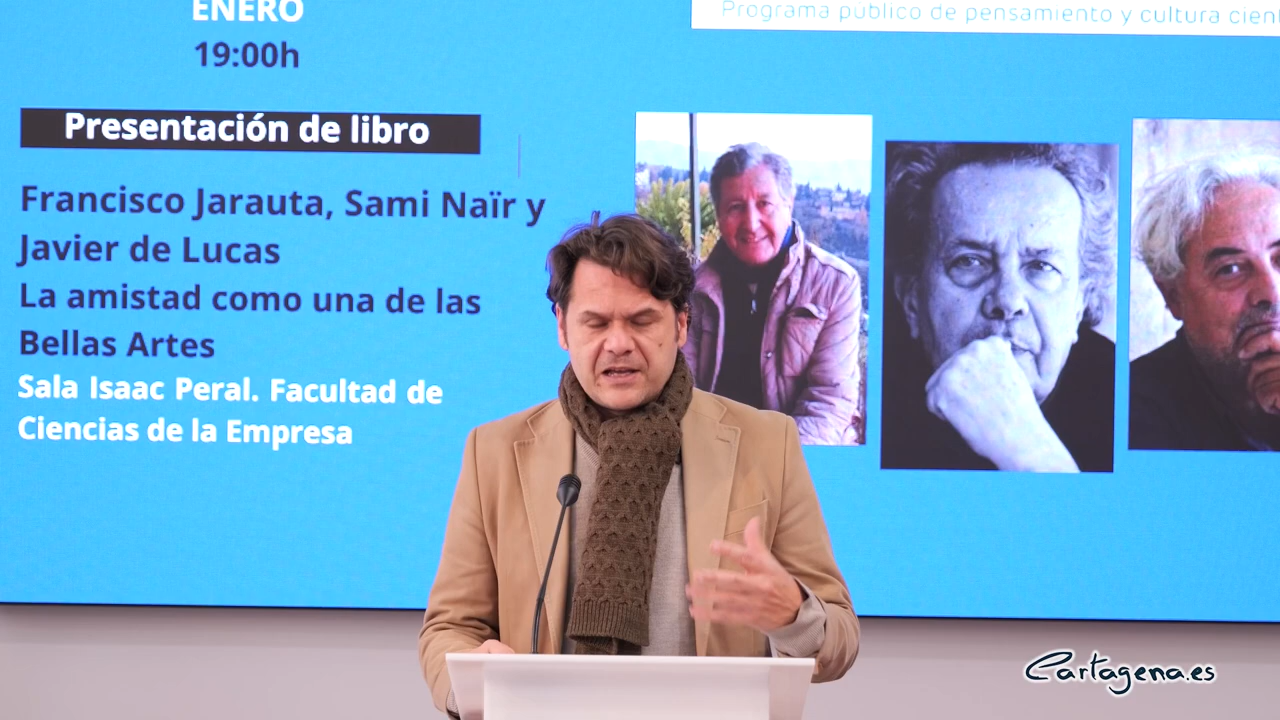 ENERO
19:00h
Programa público de pensamiento y cultura cient
Presentación de libro
Francisco Jarauta, Sami Naïr y
Javier de Lucas
La amistad como una de las
Bellas Artes
Sala Isaac Peral. Facultad de
Ciencias de la Empresa
Cartagena.es